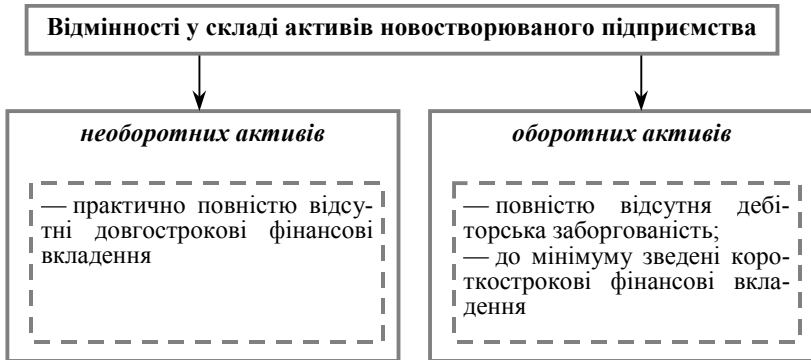 Відмінності у складі активів новостворюваного підприємства
необоротних активів
— практично повністю відсу-
тні довгострокові фінансові
вкладення
оборотних активів
— повністю відсутня дебі-
торська заборгованість;
— до мінімуму зведені коро-
ткострокові фінансові вкла-
дення